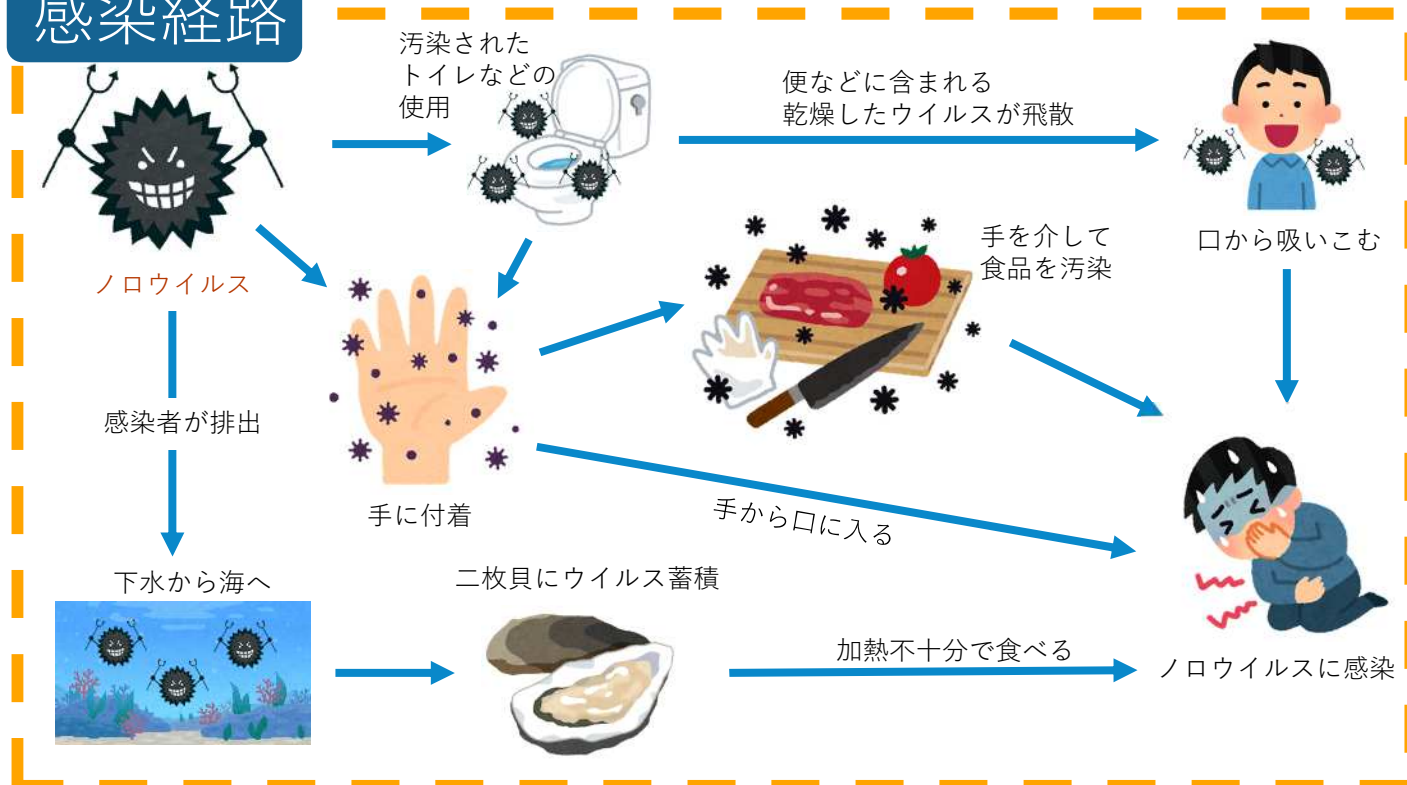 感染経路
汚染された
トイレなどの
使用
便などに含まれる
乾燥したウイルスが飛散
口から吸いこむ
手を介して
食品を汚染
ノロウイルス
感染者が排出
手に付着
手から口に入る
下水から海へ
二枚貝にウイルス蓄積
加熱不十分で食べる
ノロウイルスに感染